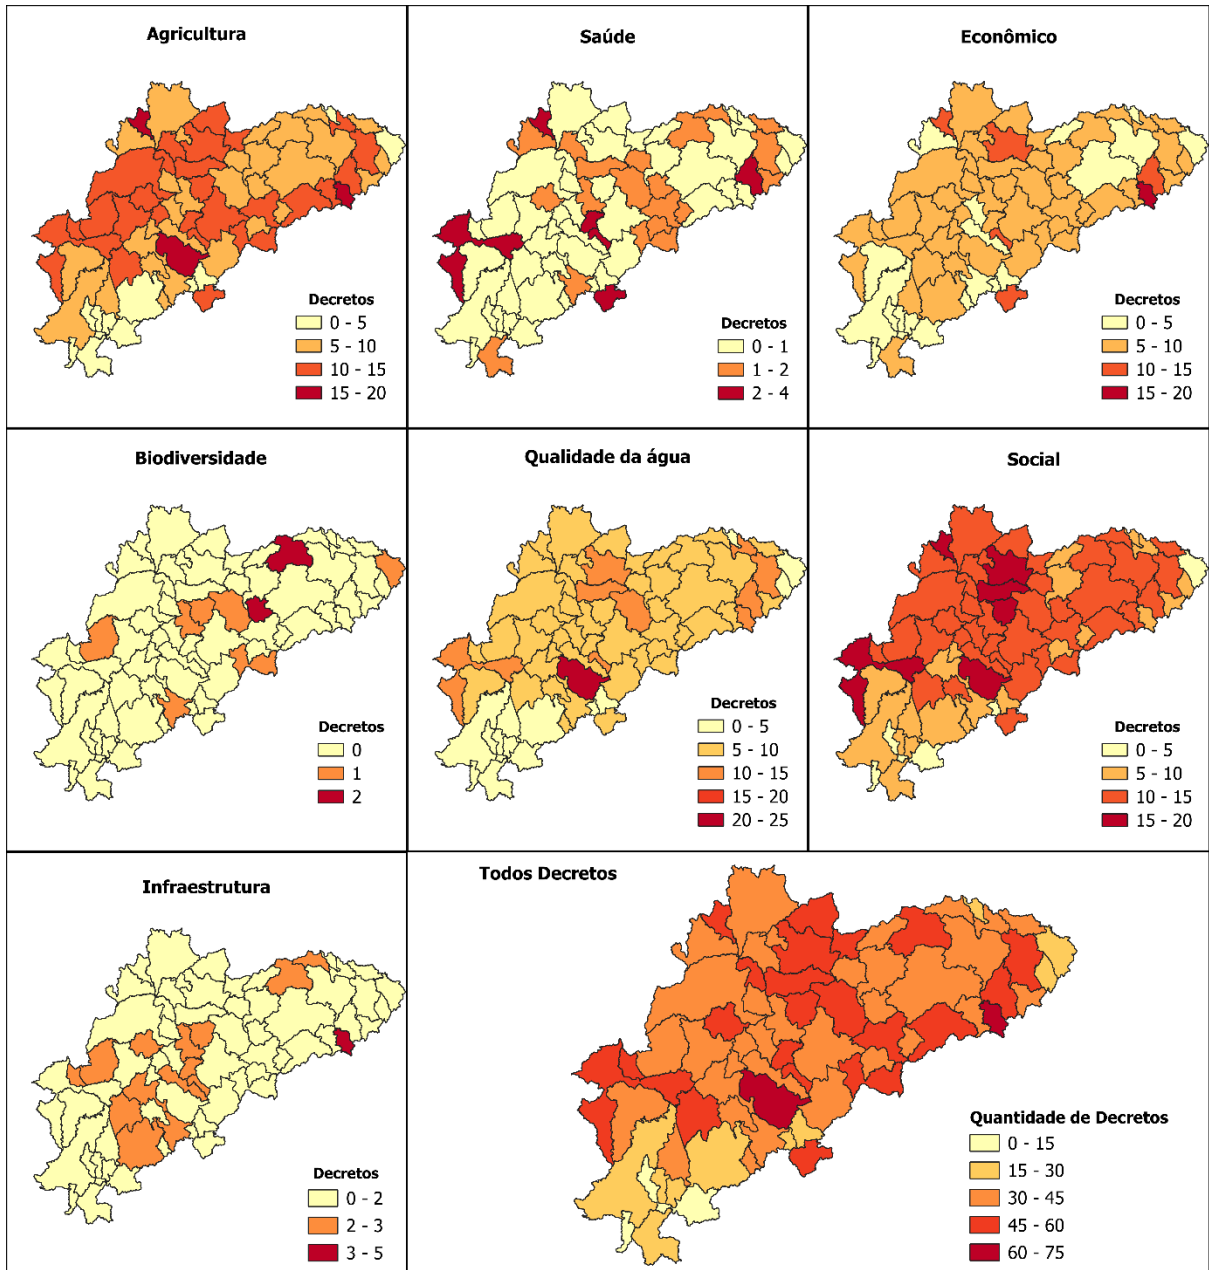 Agricultura
Decretos
0 - 5
5 - 10
10 - 15
15 - 20
Saúde
Decretos
0 - 1
1 - 2
2 - 4
Econômico
Decretos
0 - 5
5 - 10
10 - 15
15 - 20
Biodiversidade
Decretos
0
1
2
Qualidade da água
Decretos
0 - 5
5 - 10
10 - 15
15 - 20
20 - 25
Social
Decretos
0 - 5
5 - 10
10 - 15
15 - 20
Infraestrutura
Decretos
0 - 2
2 - 3
3 - 5
Todos Decretos
Quantidade de Decretos
0 - 15
15 - 30
30 - 45
45 - 60
60 - 75